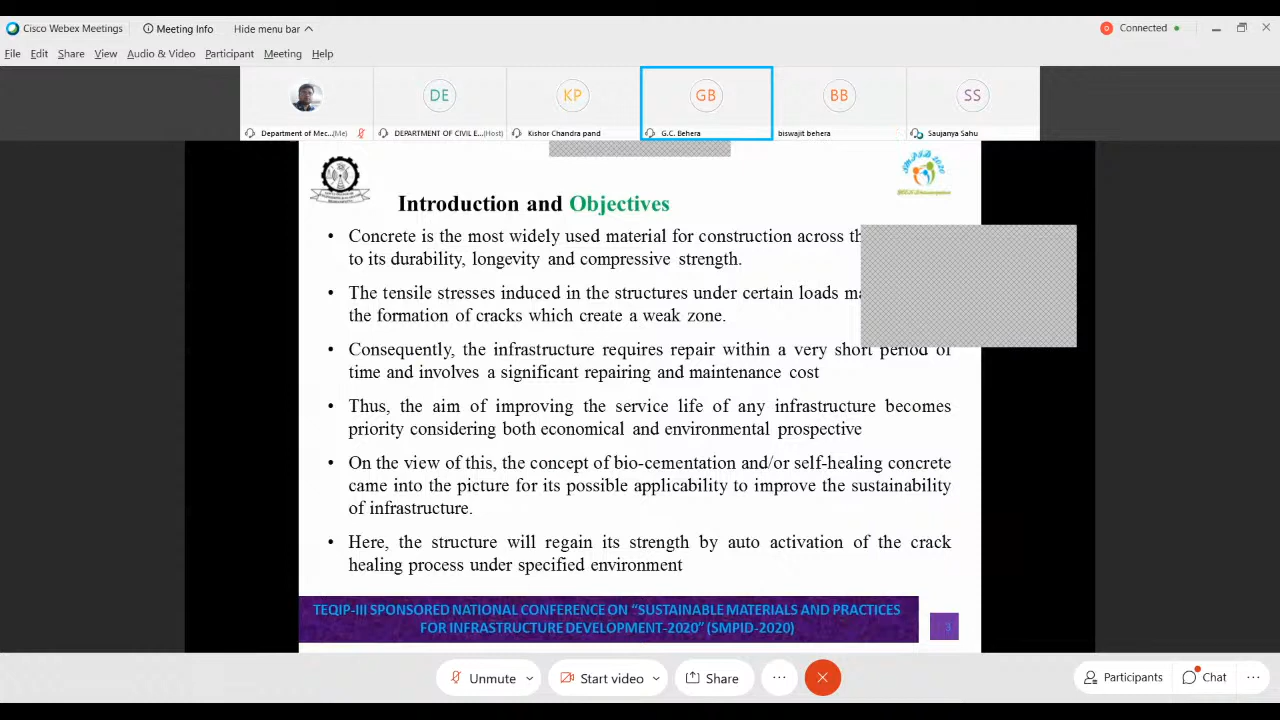 Cisco Webex Meetings
Meeting Info
Hide menu bar
Connected
File Edit Share View Audio & Video Participant Meeting Help
DE
KP
GB
BB
SS
Department of Mec... (Me)
DEPARTMENT OF CIVIL E... (Host)
Kishor Chandra pand
G.C. Behera
biswajit behera
Saujanya Sahu
SMPID 2020
Introduction and Objectives
• Concrete is the most widely used material for construction across
to its durability, longevity and compressive strength.
• The tensile stresses induced in the structures under certain loads
the formation of cracks which create a weak zone.
• Consequently, the infrastructure requires repair within a very short period of
time and involves a significant repairing and maintenance cost
• Thus, the aim of improving the service life of any infrastructure becomes
priority considering both economical and environmental prospective
• On the view of this, the concept of bio-cementation and/or self-healing concrete
came into the picture for its possible applicability to improve the sustainability
of infrastructure.
• Here, the structure will regain its strength by auto activation of the crack
healing process under specified environment
TEQIP-III SPONSORED NATIONAL CONFERENCE ON “SUSTAINABLE MATERIALS AND PRACTICES
FOR INFRASTRUCTURE DEVELOPMENT-2020” (SMPID-2020)
3
Unmute
Start video
Share
Participants
Chat